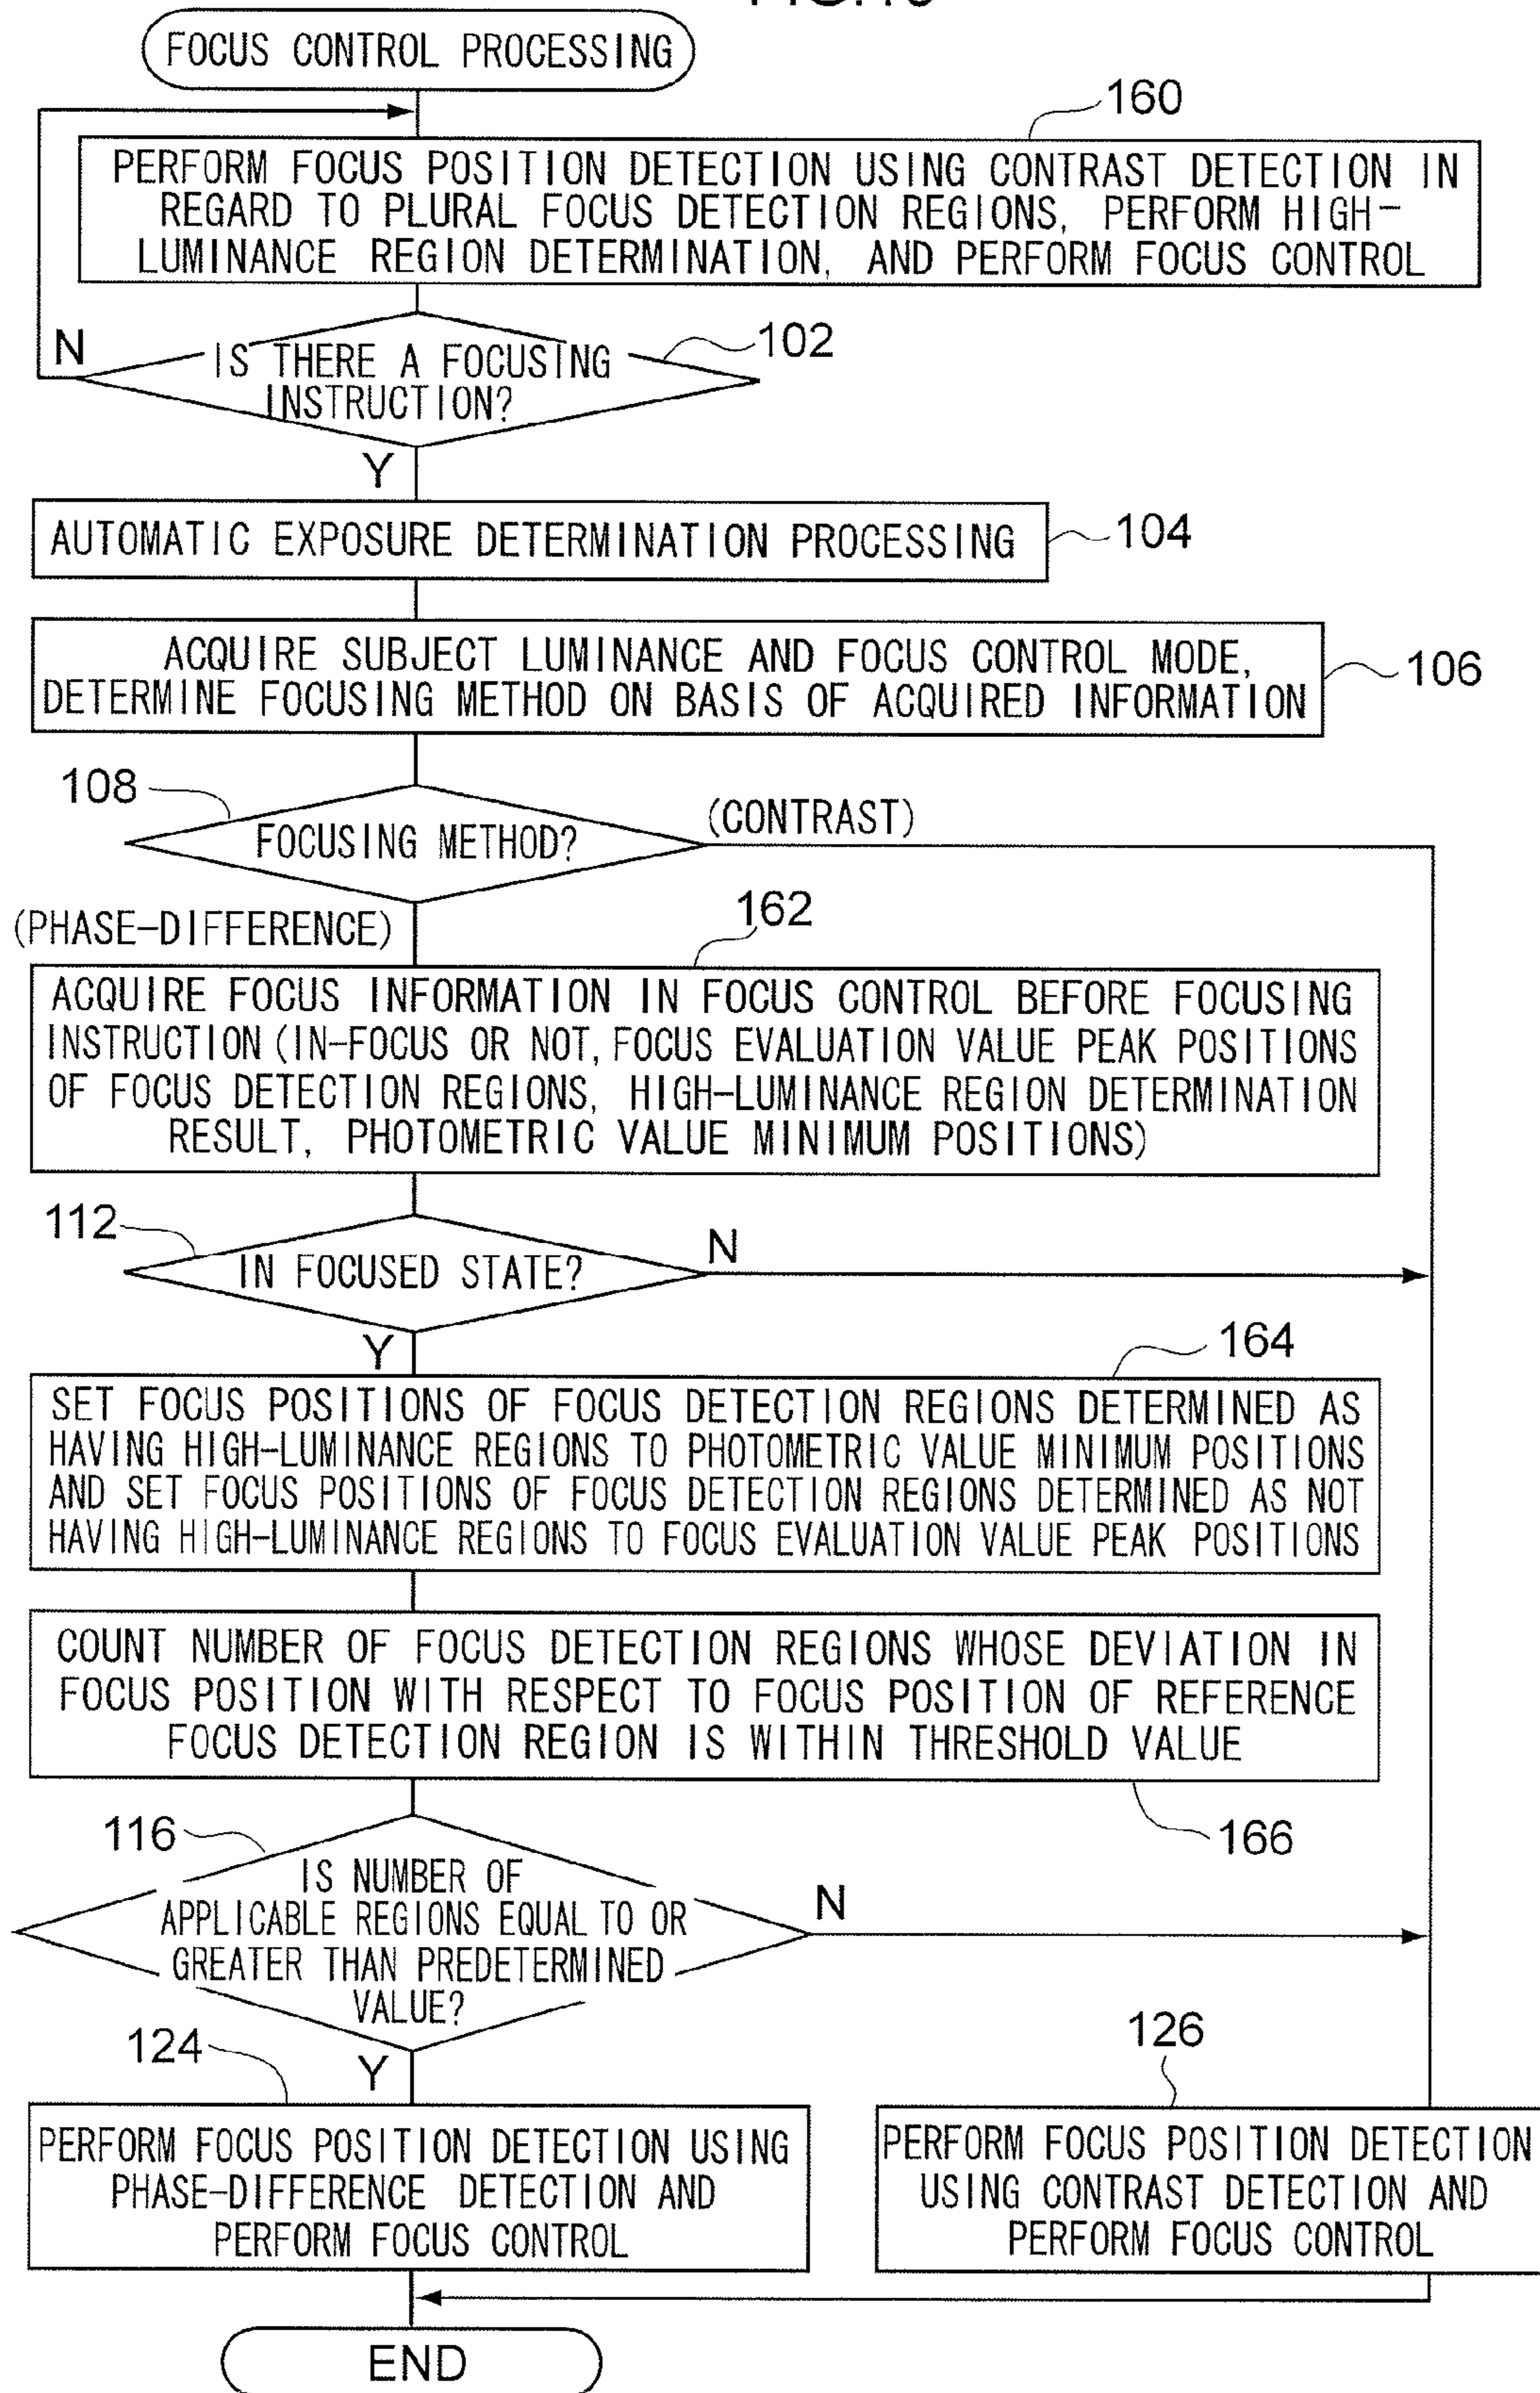 FOCUS CONTROL PROCESSING
160
PERFORM FOCUS POSITION DETECTION USING CONTRAST DETECTION IN
REGARD TO PLURAL FOCUS DETECTION REGIONS, PERFORM HIGH-
LUMINANCE REGION DETERMINATION, AND PERFORM FOCUS CONTROL
N
102
IS THERE A FOCUSING
INSTRUCTION?
Y
AUTOMATIC EXPOSURE DETERMINATION PROCESSING
104
ACQUIRE SUBJECT LUMINANCE AND FOCUS CONTROL MODE,
DETERMINE FOCUSING METHOD ON BASIS OF ACQUIRED INFORMATION
106
108
(CONTRAST)
FOCUSING METHOD?
(PHASE-DIFFERENCE)
162
ACQUIRE FOCUS INFORMATION IN FOCUS CONTROL BEFORE FOCUSING
INSTRUCTION (IN-FOCUS OR NOT, FOCUS EVALUATION VALUE PEAK POSITIONS
OF FOCUS DETECTION REGIONS, HIGH-LUMINANCE REGION DETERMINATION
RESULT, PHOTOMETRIC VALUE MINIMUM POSITIONS)
112
N
IN FOCUSED STATE?
Y
164
SET FOCUS POSITIONS OF FOCUS DETECTION REGIONS DETERMINED AS
HAVING HIGH-LUMINANCE REGIONS TO PHOTOMETRIC VALUE MINIMUM POSITIONS
AND SET FOCUS POSITIONS OF FOCUS DETECTION REGIONS DETERMINED AS NOT
HAVING HIGH-LUMINANCE REGIONS TO FOCUS EVALUATION VALUE PEAK POSITIONS
COUNT NUMBER OF FOCUS DETECTION REGIONS WHOSE DEVIATION IN
FOCUS POSITION WITH RESPECT TO FOCUS POSITION OF REFERENCE
FOCUS DETECTION REGION IS WITHIN THRESHOLD VALUE
166
116
IS NUMBER OF
APPLICABLE REGIONS EQUAL TO OR
GREATER THAN PREDETERMINED
VALUE?
N
Y
124
126
PERFORM FOCUS POSITION DETECTION USING
PHASE-DIFFERENCE DETECTION AND
PERFORM FOCUS CONTROL
PERFORM FOCUS POSITION DETECTION
USING CONTRAST DETECTION AND
PERFORM FOCUS CONTROL
END